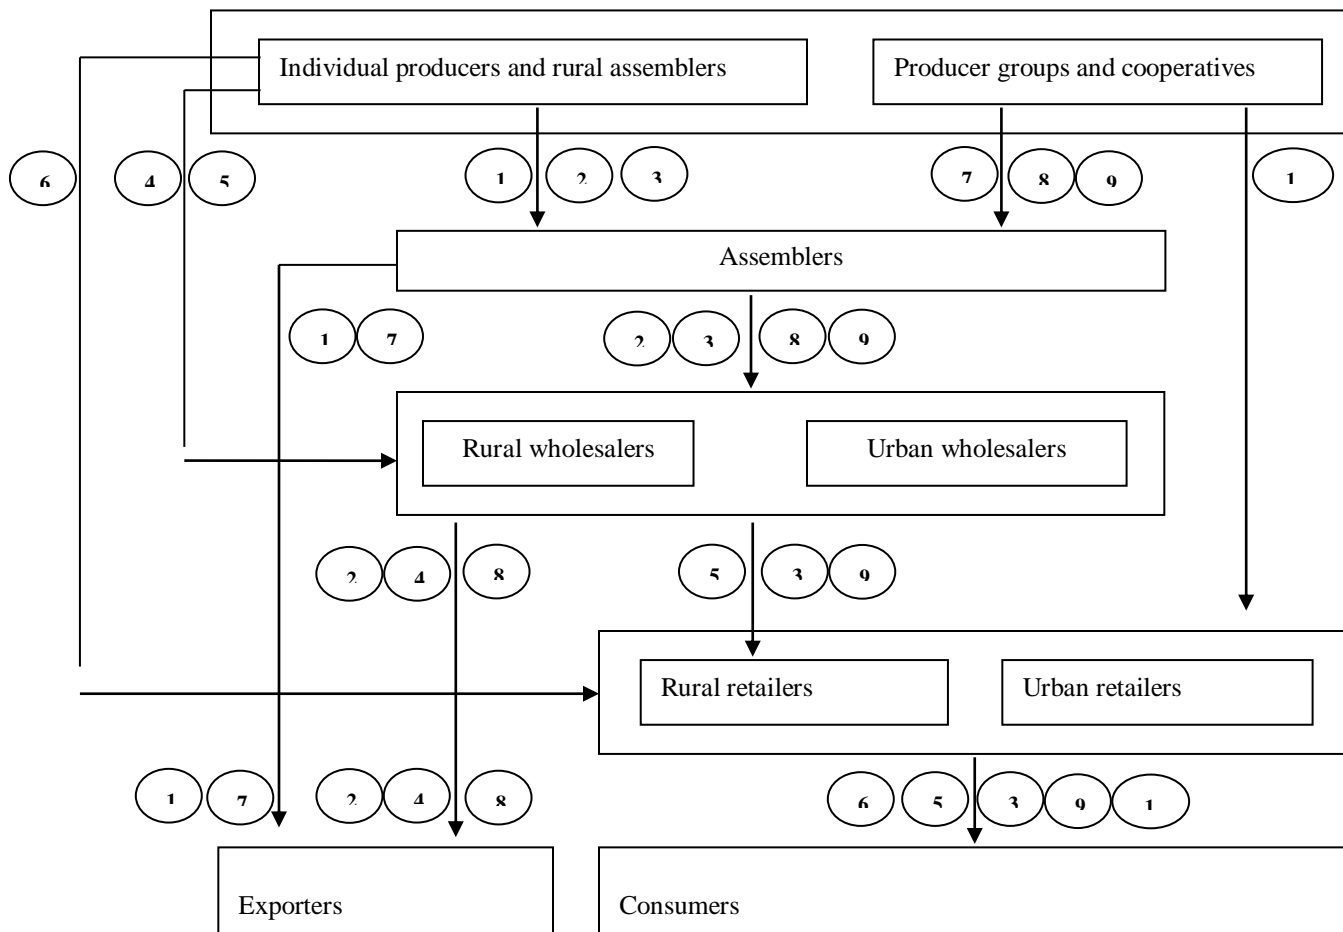 Individual producers and rural assemblers
Producer groups and cooperatives
6 4 5 1 2 3 7 8 9 1
Assemblers
1 7 2 3 8 9
Rural wholesalers
Urban wholesalers
2 4 8 5 3 9
Rural retailers
Urban retailers
1 7 2 4 8 6 5 3 9 1
Exporters
Consumers